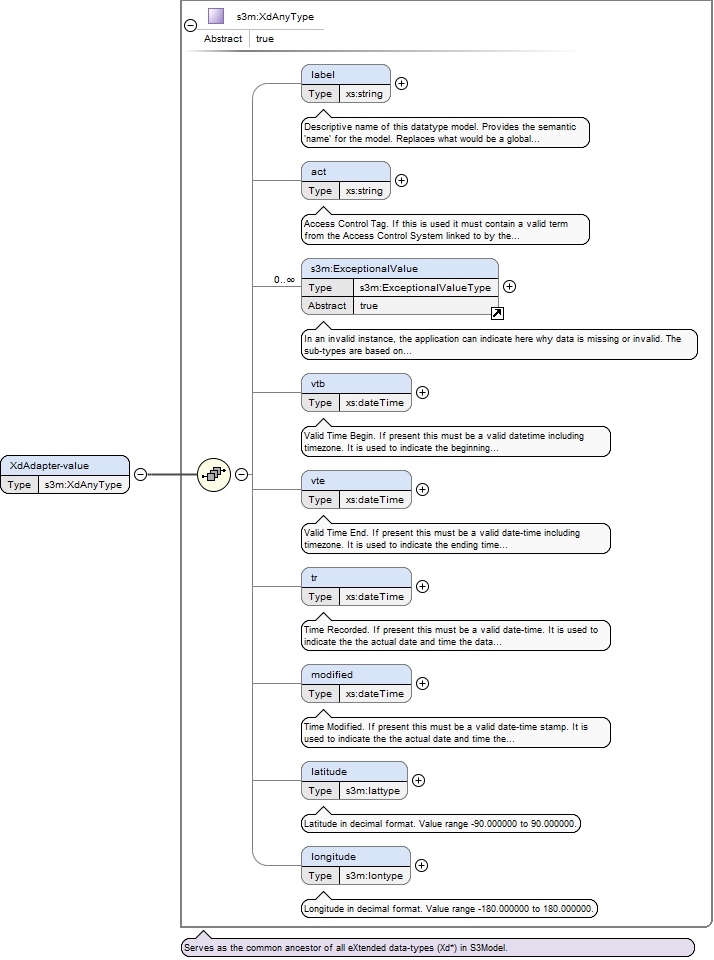 s3m:XdAnyType
Abstract true
label
Type xs:string
Descriptive name of this datatype model. Provides the semantic
'name' for the model. Replaces what would be a global...
act
Type xs:string
Access Control Tag. If this is used it must contain a valid term
from the Access Control System linked to by the...
0..∞
s3m:ExceptionalValue
Type s3m:ExceptionalValueType
Abstract true
In an invalid instance, the application can indicate here why data is missing or invalid. The
sub-types are based on...
vtb
Type xs:dateTime
Valid Time Begin. If present this must be a valid datetime including
timezone. It is used to indicate the beginning...
XdAdapter-value
Type s3m:XdAnyType
vte
Type xs:dateTime
Valid Time End. If present this must be a valid date-time including
timezone. It is used to indicate the ending time...
tr
Type xs:dateTime
Time Recorded. If present this must be a valid date-time. It is used to
indicate the the actual date and time the data...
modified
Type xs:dateTime
Time Modified. If present this must be a valid date-time stamp. It is
used to indicate the the actual date and time the...
latitude
Type s3m:lattype
Latitude in decimal format. Value range -90.000000 to 90.000000.
longitude
Type s3m:lontype
Longitude in decimal format. Value range -180.000000 to 180.000000.
Serves as the common ancestor of all eXtended data-types (Xd*) in S3Model.